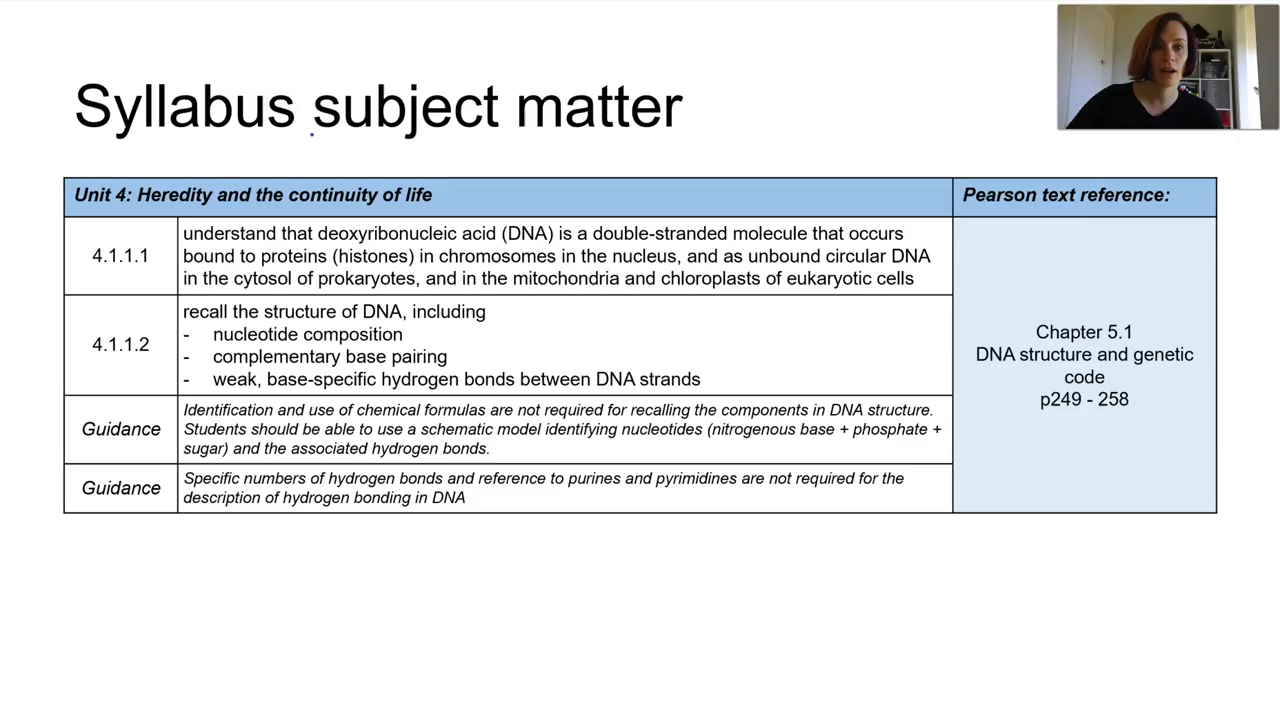 Syllabus subject matter
Unit 4: Heredity and the continuity of life
Pearson text reference:
4.1.1.1
understand that deoxyribonucleic acid (DNA) is a double-stranded molecule that occurs
bound to proteins (histones) in chromosomes in the nucleus, and as unbound circular DNA
in the cytosol of prokaryotes, and in the mitochondria and chloroplasts of eukaryotic cells
4.1.1.2
recall the structure of DNA, including
- nucleotide composition
- complementary base pairing
- weak, base-specific hydrogen bonds between DNA strands
Guidance
Identification and use of chemical formulas are not required for recalling the components in DNA structure.
Students should be able to use a schematic model identifying nucleotides (nitrogenous base + phosphate +
sugar) and the associated hydrogen bonds.
Guidance
Specific numbers of hydrogen bonds and reference to purines and pyrimidines are not required for the
description of hydrogen bonding in DNA
Chapter 5.1
DNA structure and genetic
code
p249 - 258